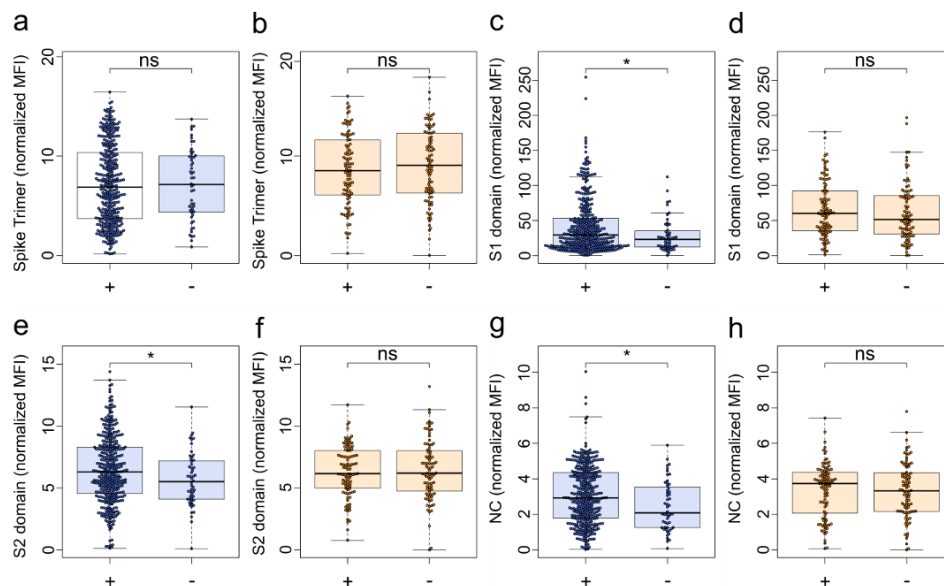 a
b
c
d
ns
ns
*
ns
Spike Trimer (normalized MFI)
0
10
20
+
-
Spike Trimer (normalized MFI)
0
10
20
+
-
S1 domain (normalized MFI)
0
50
100
150
200
250
+
-
S1 domain (normalized MFI)
0
50
100
150
200
250
+
-
e
f
g
h
*
ns
*
ns
S2 domain (normalized MFI)
0
5
10
15
+
-
S2 domain (normalized MFI)
0
5
10
15
+
-
NC (normalized MFI)
0
2
4
6
8
10
+
-
NC (normalized MFI)
0
2
4
6
8
10
+
-